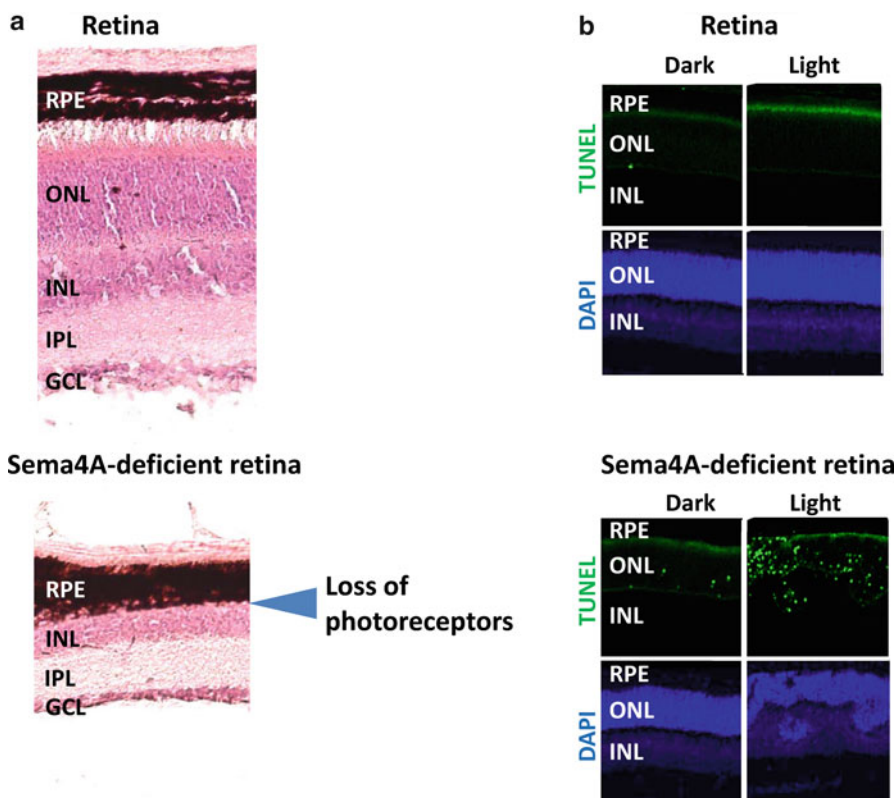 a
Retina
RPE
ONL
INL
IPL
GCL
Sema4A-deficient retina
RPE
INL
IPL
GCL
Loss of
photoreceptors
b
Retina
Dark Light
TUNEL
RPE
ONL
INL
DAPI
RPE
ONL
INL
Sema4A-deficient retina
Dark Light
TUNEL
RPE
ONL
INL
DAPI
RPE
ONL
INL